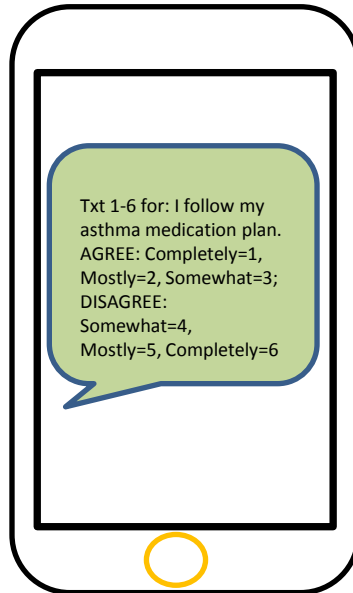 Txt 1-6 for: I follow my
asthma medication plan.
AGREE: Completely=1,
Mostly=2, Somewhat=3;
DISAGREE:
Somewhat=4,
Mostly=5, Completely=6